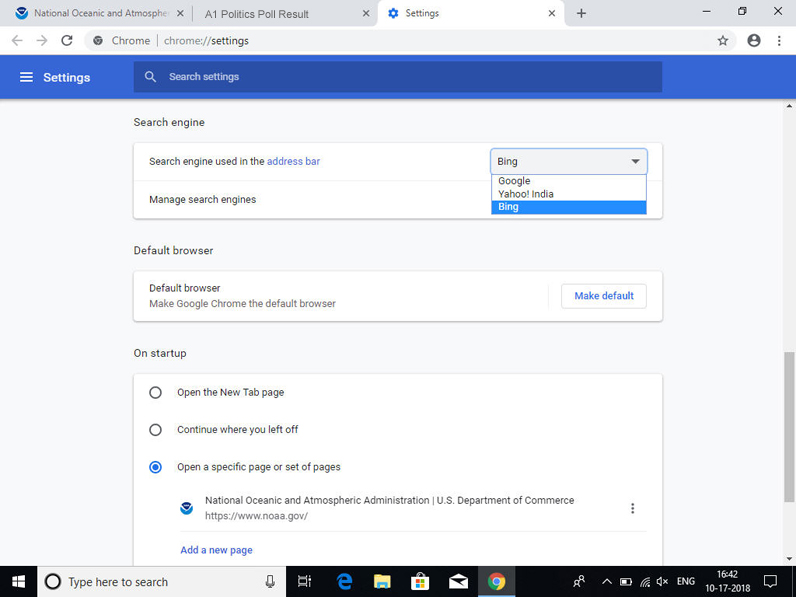 National Oceanic and Atmospher
A1 Politics Poll Result
Settings
Chrome | chrome://settings
Settings
Search settings
Search engine
Search engine used in the address bar
Bing
Google
Yahoo! India
Bing
Manage search engines
Default browser
Default browser
Make Google Chrome the default browser
Make default
On startup
Open the New Tab page
Continue where you left off
Open a specific page or set of pages
National Oceanic and Atmospheric Administration | U.S. Department of Commerce
https://www.noaa.gov/
Add a new page
Type here to search
ENG
16:42
10-17-2018